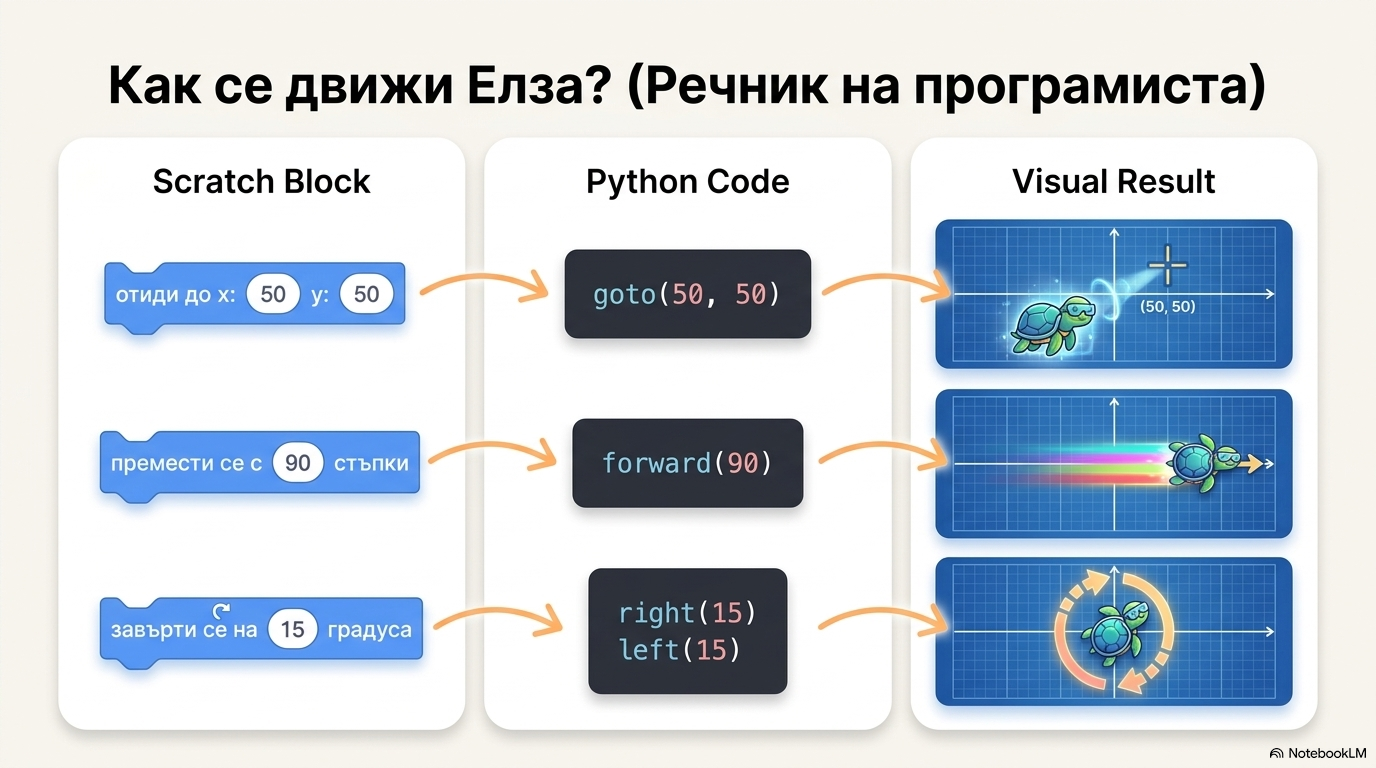 Как се движи Елза? (Речник на програмиста)
Scratch Block
Python Code
Visual Result
отиди до x: 50 y: 50
goto(50, 50)
(50, 50)
премести се с 90 стъпки
forward(90)
завърти се на 15 градуса
right(15)
left(15)
NotebookLM